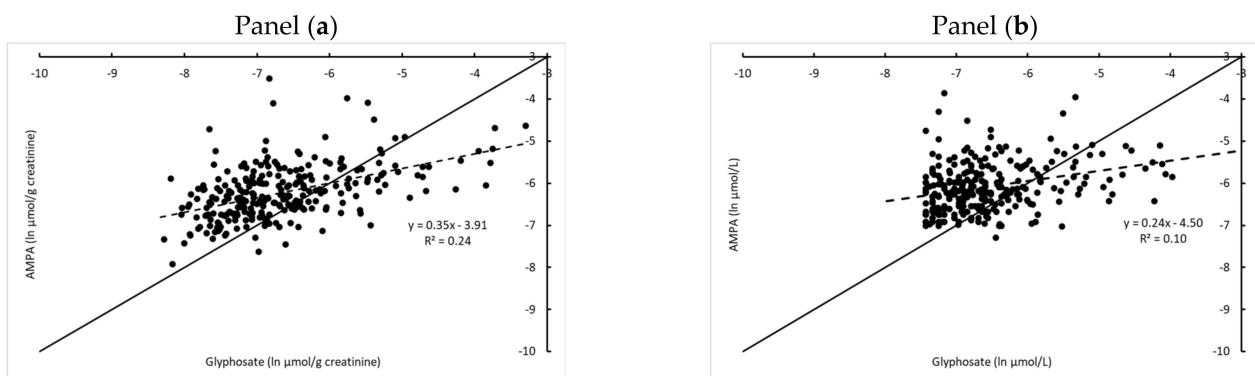 Panel (a)
-10 -9 -8 -7 -6 -5 -4 -3
-4
-5
-6
-7
-8
-9
-10
AMPA (ln μmol/g creatinine)
y = 0.35x - 3.91
R² = 0.24
Glyphosate (ln μmol/g creatinine)
Panel (b)
-10 -9 -8 -7 -6 -5 -4 -3
-4
-5
-6
-7
-8
-9
-10
AMPA (ln μmol/L)
y = 0.24x - 4.50
R² = 0.10
Glyphosate (ln μmol/L)